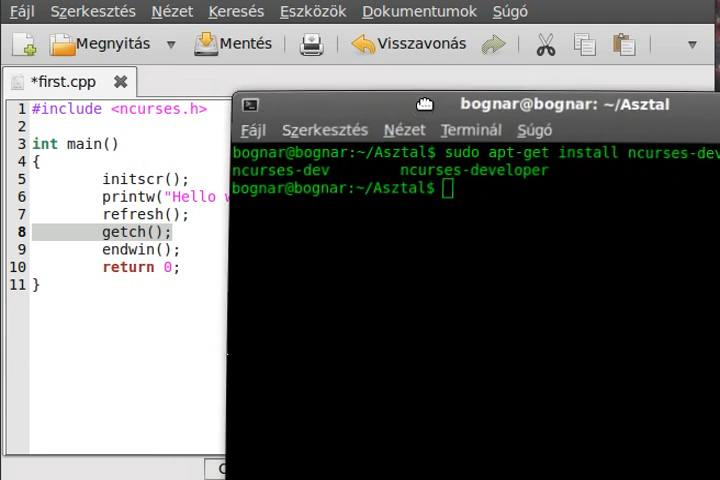 Fájl Szerkesztés Nézet Keresés Eszközök Dokumentumok Súgó
Megnyitás Mentés Visszavonás
*first.cpp
1 #include <ncurses.h>
2
3 int main()
4 {
5 initscr();
6 printw("Hello w
7 refresh();
8 getch();
9 endwin();
10 return 0;
11 }
bognar@bognar: ~/Asztal
Fájl Szerkesztés Nézet Terminál Súgó
bognar@bognar:~/Asztal$ sudo apt-get install ncurses-dev
ncurses-dev ncurses-developer
bognar@bognar:~/Asztal$